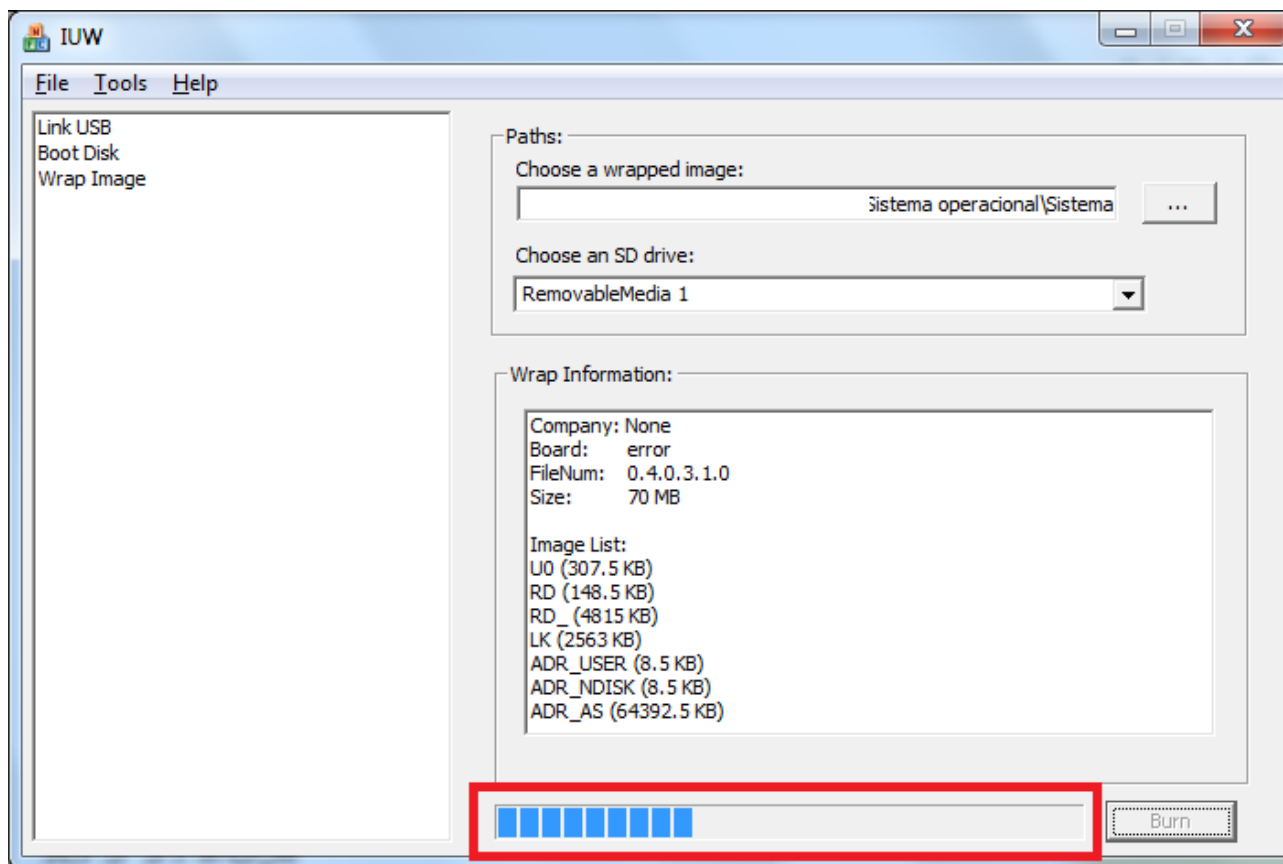 IUW
File Tools Help
Link USB
Boot Disk
Wrap Image
Paths:
Choose a wrapped image:
Sistema operacional\Sistema
...
Choose an SD drive:
RemovableMedia 1
Wrap Information:
Company: None
Board: error
FileNum: 0.4.0.3.1.0
Size: 70 MB
Image List:
U0 (307.5 KB)
RD (148.5 KB)
RD_ (4815 KB)
LK (2563 KB)
ADR_USER (8.5 KB)
ADR_NDISK (8.5 KB)
ADR_AS (64392.5 KB)
Burn